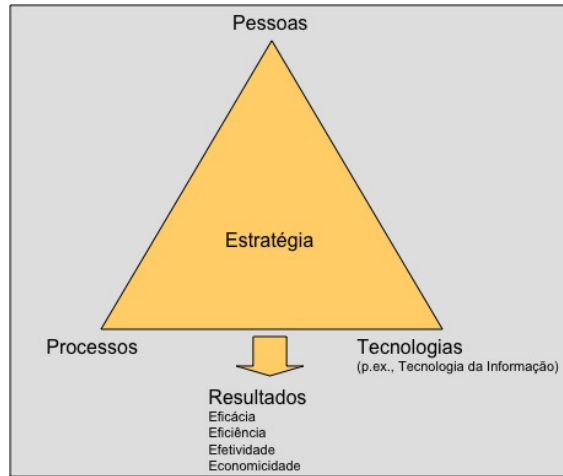 Pessoas
Estratégia
Processos
Tecnologias
(p.ex., Tecnologia da Informação)
Resultados
Eficácia
Eficiência
Efetividade
Economicidade